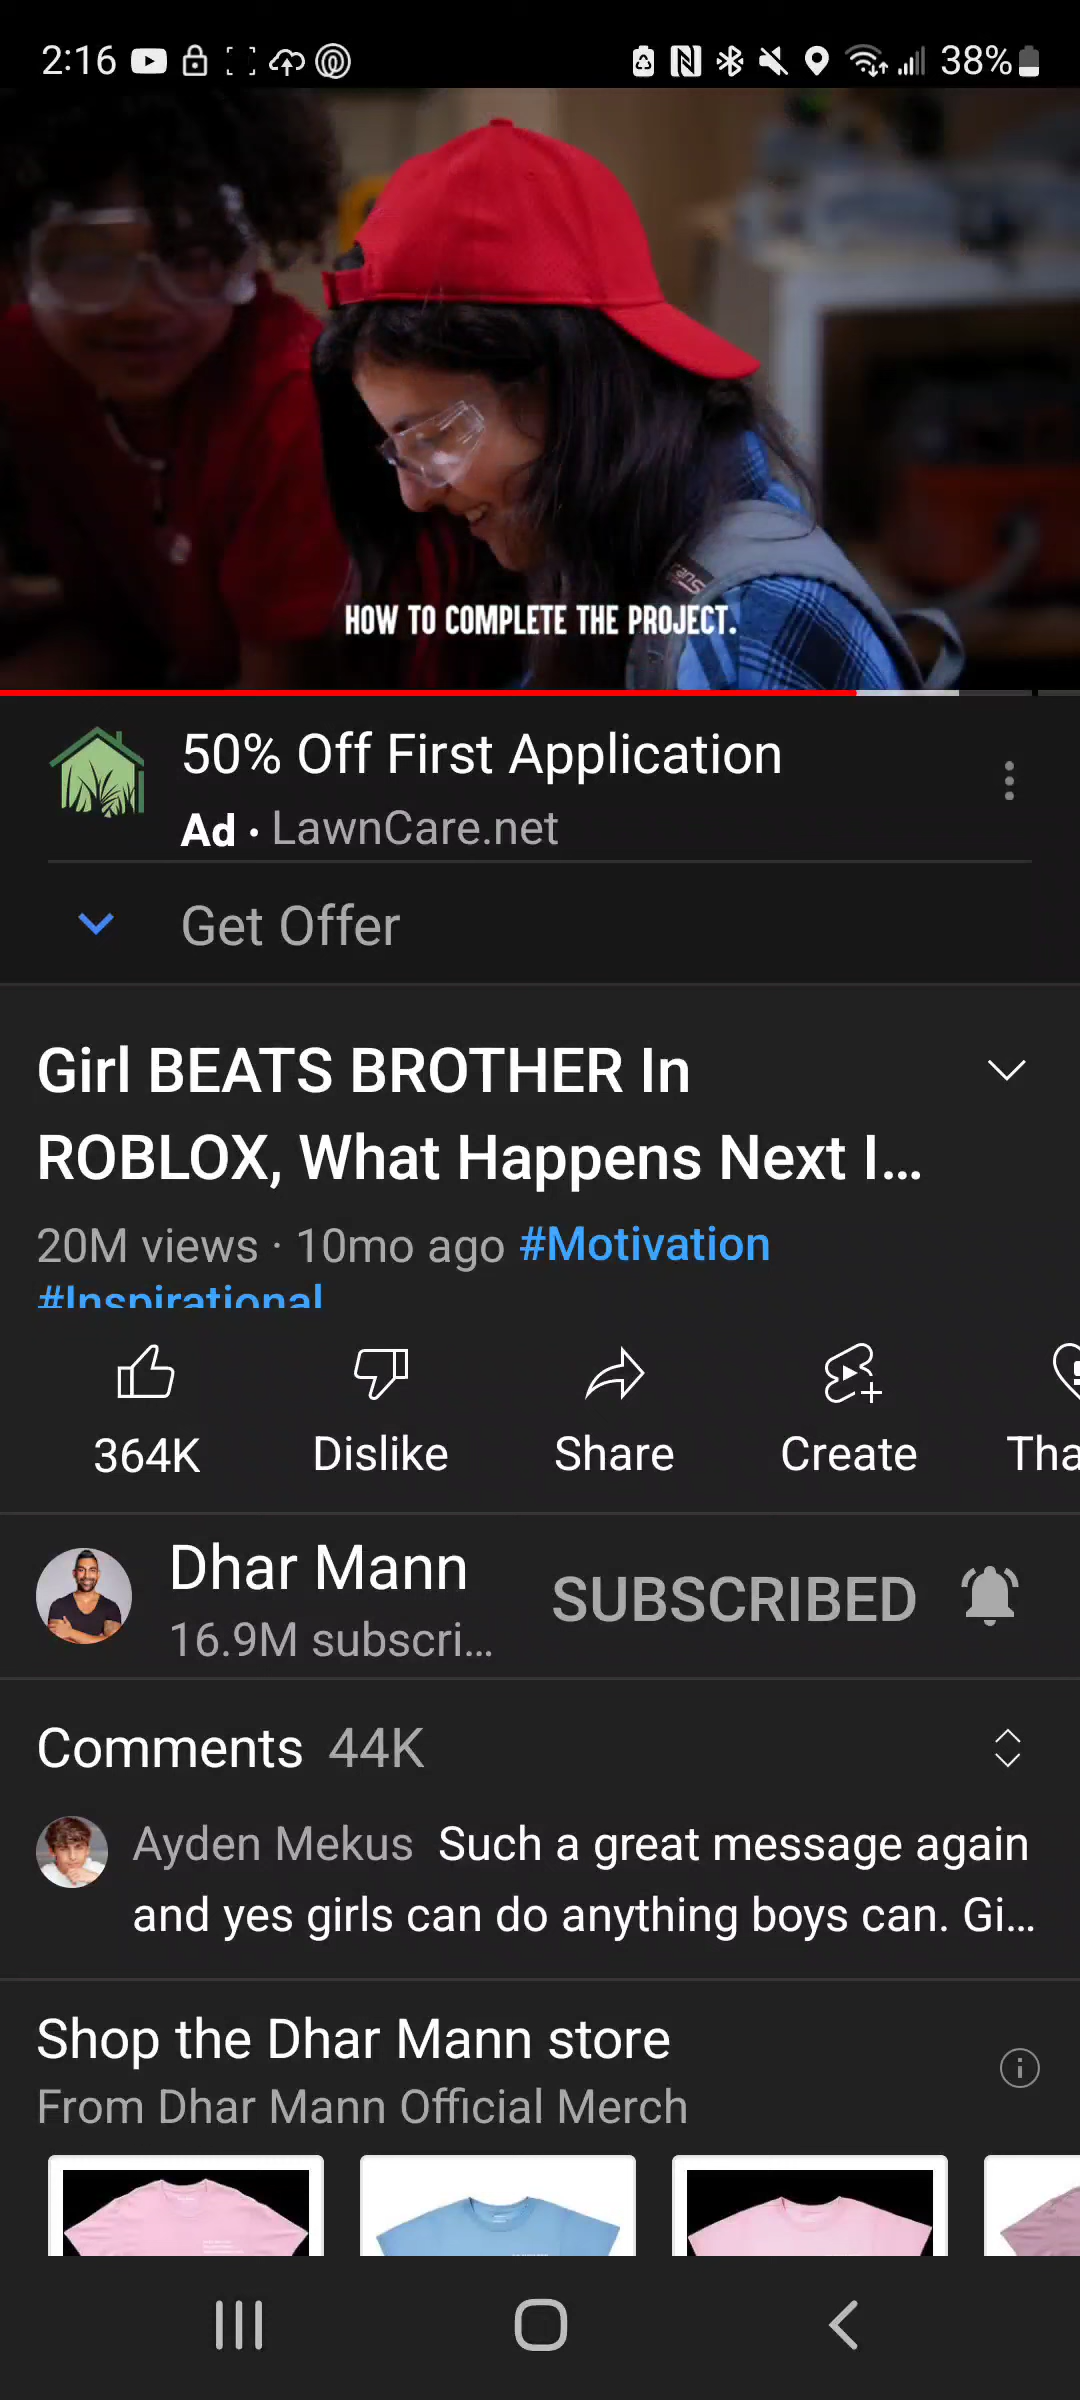 2:16
38%
HOW TO COMPLETE THE PROJECT.
50% Off First Application
Ad · LawnCare.net
Get Offer
Girl BEATS BROTHER In
ROBLOX, What Happens Next I...
20M views · 10mo ago #Motivation
#Inspirational
364K Dislike Share Create Tha
Dhar Mann
SUBSCRIBED
16.9M subscri...
Comments 44K
Ayden Mekus Such a great message again
and yes girls can do anything boys can. Gi...
Shop the Dhar Mann store
From Dhar Mann Official Merch